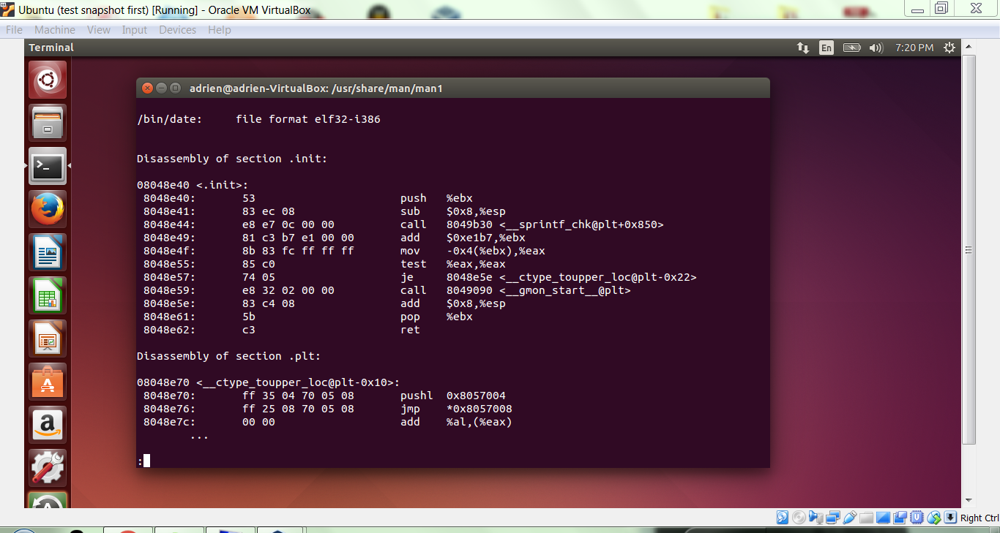 Ubuntu (test snapshot first) [Running] - Oracle VM VirtualBox
File Machine View Input Devices Help
Terminal En 7:20 PM
adrien@adrien-VirtualBox: /usr/share/man/man1
/bin/date:     file format elf32-i386
Disassembly of section .init:
08048e40 <.init>:
 8048e40:       53                      push   %ebx
 8048e41:       83 ec 08                sub    $0x8,%esp
 8048e44:       e8 e7 0c 00 00          call   8049b30 <__sprintf_chk@plt+0x850>
 8048e49:       81 c3 b7 e1 00 00       add    $0xe1b7,%ebx
 8048e4f:       8b 83 fc ff ff ff       mov    -0x4(%ebx),%eax
 8048e55:       85 c0                   test   %eax,%eax
 8048e57:       74 05                   je     8048e5e <__ctype_toupper_loc@plt-0x22>
 8048e59:       e8 32 02 00 00          call   8049090 <__gmon_start__@plt>
 8048e5e:       83 c4 08                add    $0x8,%esp
 8048e61:       5b                      pop    %ebx
 8048e62:       c3                      ret
Disassembly of section .plt:
08048e70 <__ctype_toupper_loc@plt-0x10>:
 8048e70:       ff 35 04 70 05 08       pushl  0x8057004
 8048e76:       ff 25 08 70 05 08       jmp    *0x8057008
 8048e7c:       00 00                   add    %al,(%eax)
        ...
:
Right Ctrl